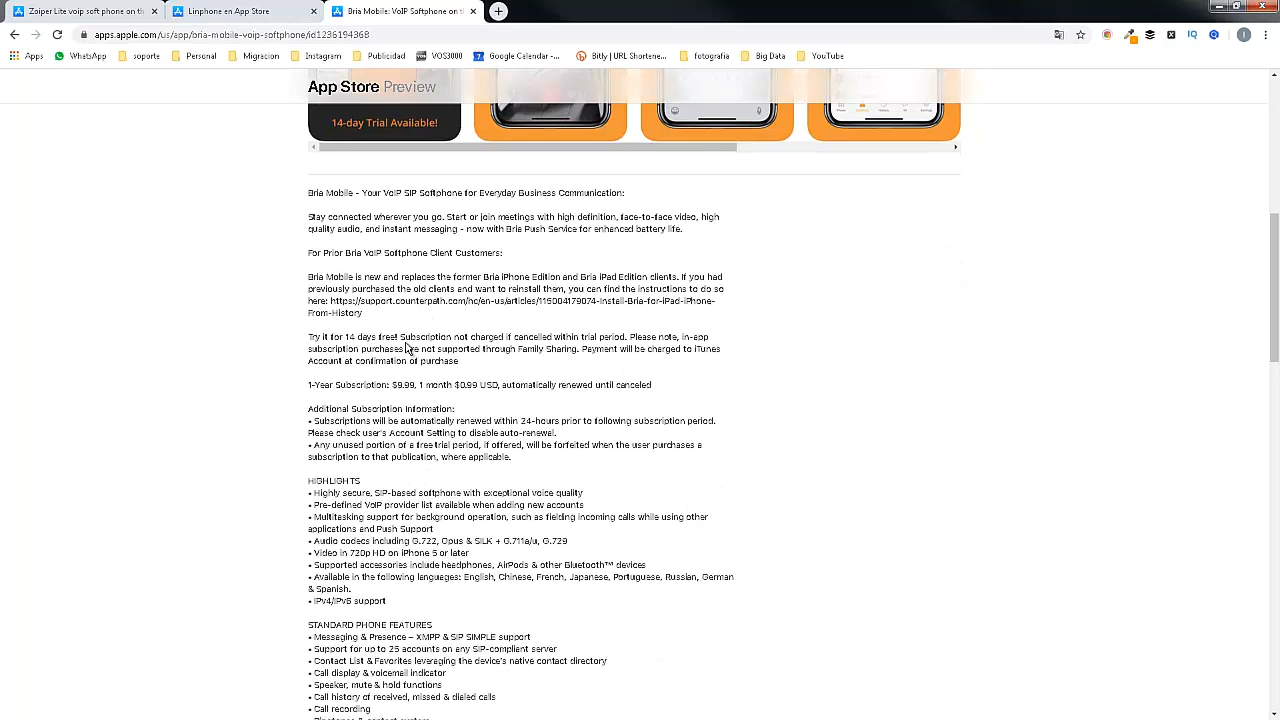 Zoiper Lite voip soft phone on th
Linphone en App Store
Bria Mobile: VoIP Softphone on t
apps.apple.com/us/app/bria-mobile-voip-softphone/id1236194368
Apps
WhatsApp
soporte
Personal
Migracion
Instagram
Publicidad
VOS3000
Google Calendar -...
Bitly | URL Shortene...
fotografia
Big Data
YouTube
App Store Preview
14-day Trial Available!
Bria Mobile - Your VoIP SIP Softphone for Everyday Business Communication:
Stay connected wherever you go. Start or join meetings with high definition, face-to-face video, high
quality audio, and instant messaging - now with Bria Push Service for enhanced battery life.
For Prior Bria VoIP Softphone Client Customers:
Bria Mobile is new and replaces the former Bria iPhone Edition and Bria iPad Edition clients. If you had
previously purchased the old clients and want to reinstall them, you can find the instructions to do so
here: https://support.counterpath.com/hc/en-us/articles/115004179074-Install-Bria-for-iPad-iPhone-
From-History
Try it for 14 days free! Subscription not charged if cancelled within trial period. Please note, in-app
subscription purchases are not supported through Family Sharing. Payment will be charged to iTunes
Account at confirmation of purchase
1-Year Subscription: $9.99, 1 month $0.99 USD, automatically renewed until canceled
Additional Subscription Information:
• Subscriptions will be automatically renewed within 24-hours prior to following subscription period.
Please check user's Account Setting to disable auto-renewal.
• Any unused portion of a free trial period, if offered, will be forfeited when the user purchases a
subscription to that publication, where applicable.
HIGHLIGHTS
• Highly secure, SIP-based softphone with exceptional voice quality
• Pre-defined VoIP provider list available when adding new accounts
• Multitasking support for background operation, such as fielding incoming calls while using other
applications and Push Support
• Audio codecs including G.722, Opus & SILK + G.711a/u, G.729
• Video in 720p HD on iPhone 5 or later
• Supported accessories include headphones, AirPods & other Bluetooth™ devices
• Available in the following languages: English, Chinese, French, Japanese, Portuguese, Russian, German
& Spanish.
• IPv4/IPv6 support
STANDARD PHONE FEATURES
• Messaging & Presence – XMPP & SIP SIMPLE support
• Support for up to 25 accounts on any SIP-compliant server
• Contact List & Favorites leveraging the device's native contact directory
• Call display & voicemail indicator
• Speaker, mute & hold functions
• Call history of received, missed & dialed calls
• Call recording